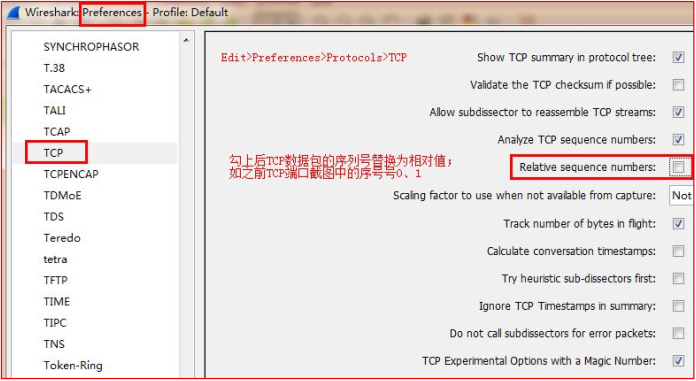 Wireshark: Preferences - Profile: Default
SYNCHROPHASOR
T.38
TACACS+
TALI
TCAP
TCP
TCPENCAP
TDMoE
TDS
Teredo
tetra
TFTP
TIME
TIPC
TNS
Token-Ring
Edit>Preferences>Protocols>TCP
Show TCP summary in protocol tree:
Validate the TCP checksum if possible:
Allow subdissector to reassemble TCP streams:
Analyze TCP sequence numbers:
勾上后TCP数据包的序列号替换为相对值;
如之前TCP端口截图中的序号号0、1
Relative sequence numbers:
Scaling factor to use when not available from capture: Not
Track number of bytes in flight:
Calculate conversation timestamps:
Try heuristic sub-dissectors first:
Ignore TCP Timestamps in summary:
Do not call subdissectors for error packets:
TCP Experimental Options with a Magic Number: